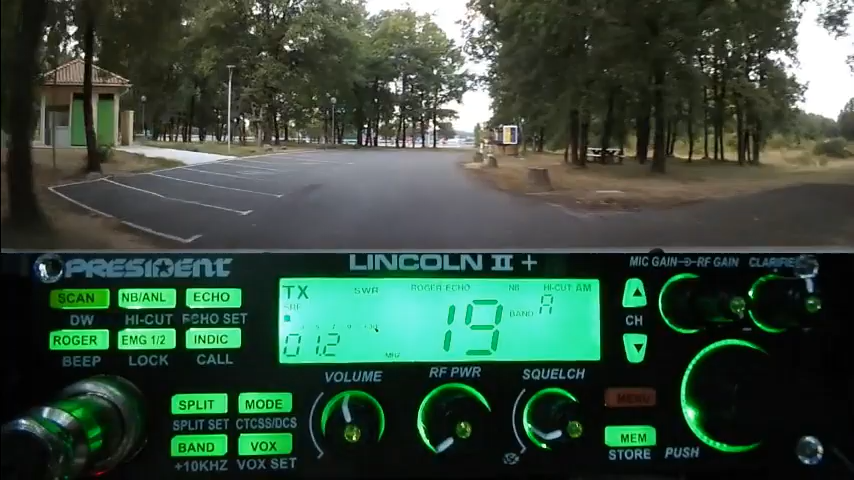 PRESIDENT
LINCOLN II +
MIC GAIN RF GAIN CLARIFIER
SCAN NB/ANL ECHO
DW HI-CUT ECHO SET
ROGER EMG 1/2 INDIC
BEEP LOCK CALL
TX SWR ROGER·ECHO NB HI-CUT AM
19 BAND A
01.2 MHz
CH
VOLUME RF PWR SQUELCH
SPLIT MODE
SPLIT SET CTCSS/DCS
BAND VOX
+10KHZ VOX SET
MENU
MEM
STORE PUSH